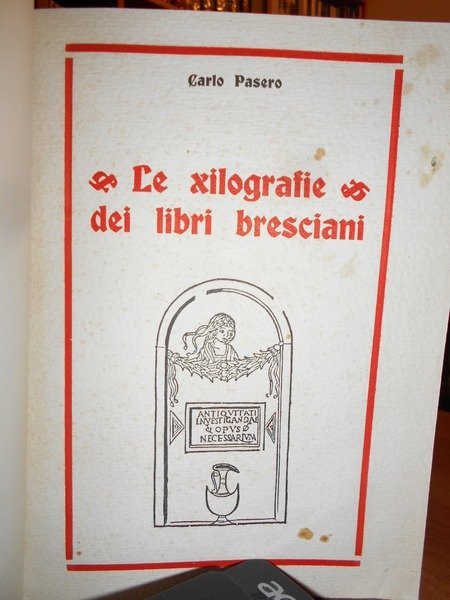 Carlo Pasero
Le xilografie
dei libri bresciani
ANTIQVITATI
INVESTIGANDAE
OPVS
NECESSARIVM